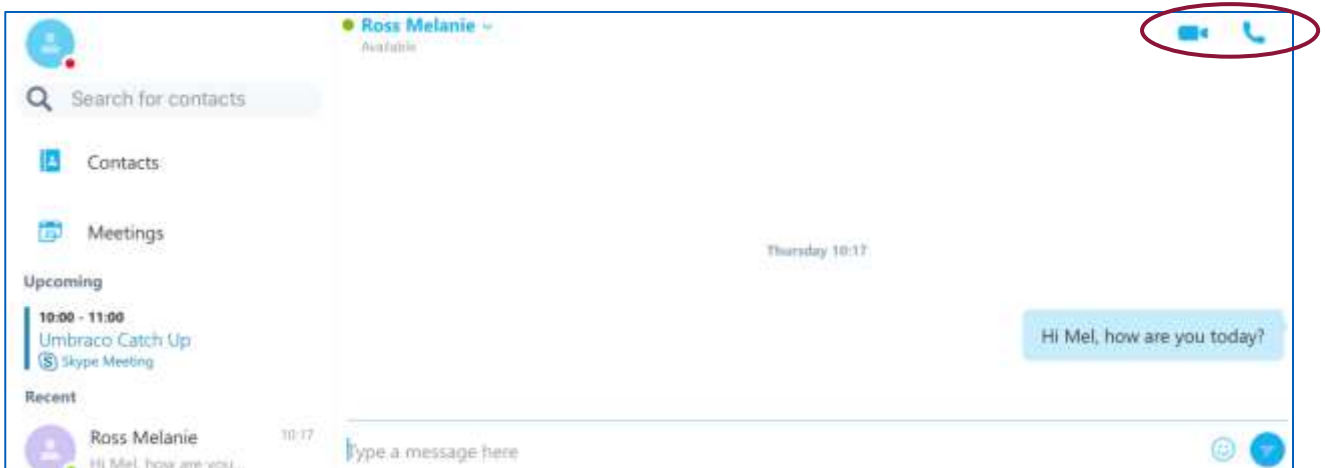 Search for contacts
Contacts
Meetings
Upcoming
10:00 - 11:00
Umbraco Catch Up
Skype Meeting
Recent
Ross Melanie 10:17
Hi Mel, how are you...
Ross Melanie
Available
Thursday 10:17
Hi Mel, how are you today?
Type a message here